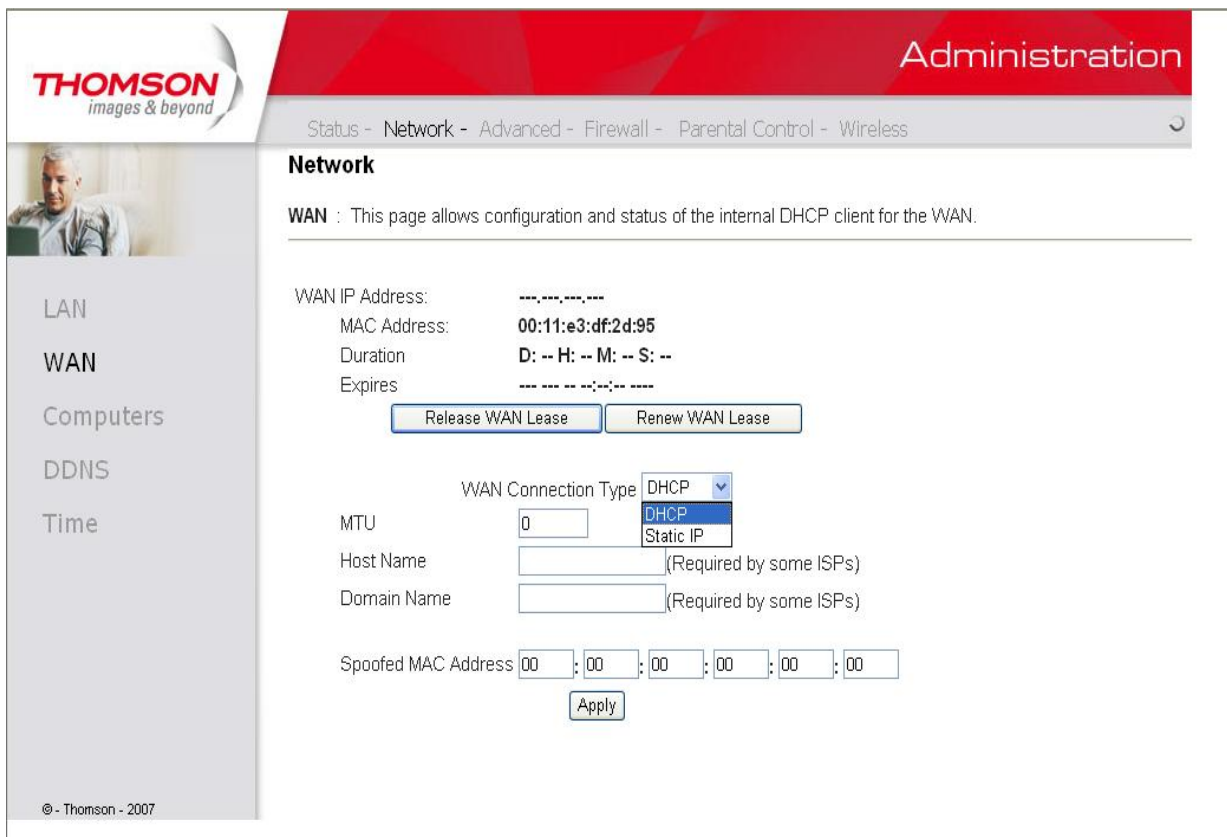 THOMSON
images & beyond
Administration
Status - Network - Advanced - Firewall - Parental Control - Wireless
Network
WAN : This page allows configuration and status of the internal DHCP client for the WAN.
LAN
WAN
Computers
DDNS
Time
WAN IP Address: ---.---.---.---
MAC Address: 00:11:e3:df:2d:95
Duration D: -- H: -- M: -- S: --
Expires --- --- -- --:--:-- ----
Release WAN Lease Renew WAN Lease
WAN Connection Type DHCP
DHCP
Static IP
MTU 0
Host Name (Required by some ISPs)
Domain Name (Required by some ISPs)
Spoofed MAC Address 00 : 00 : 00 : 00 : 00 : 00
Apply
© - Thomson - 2007